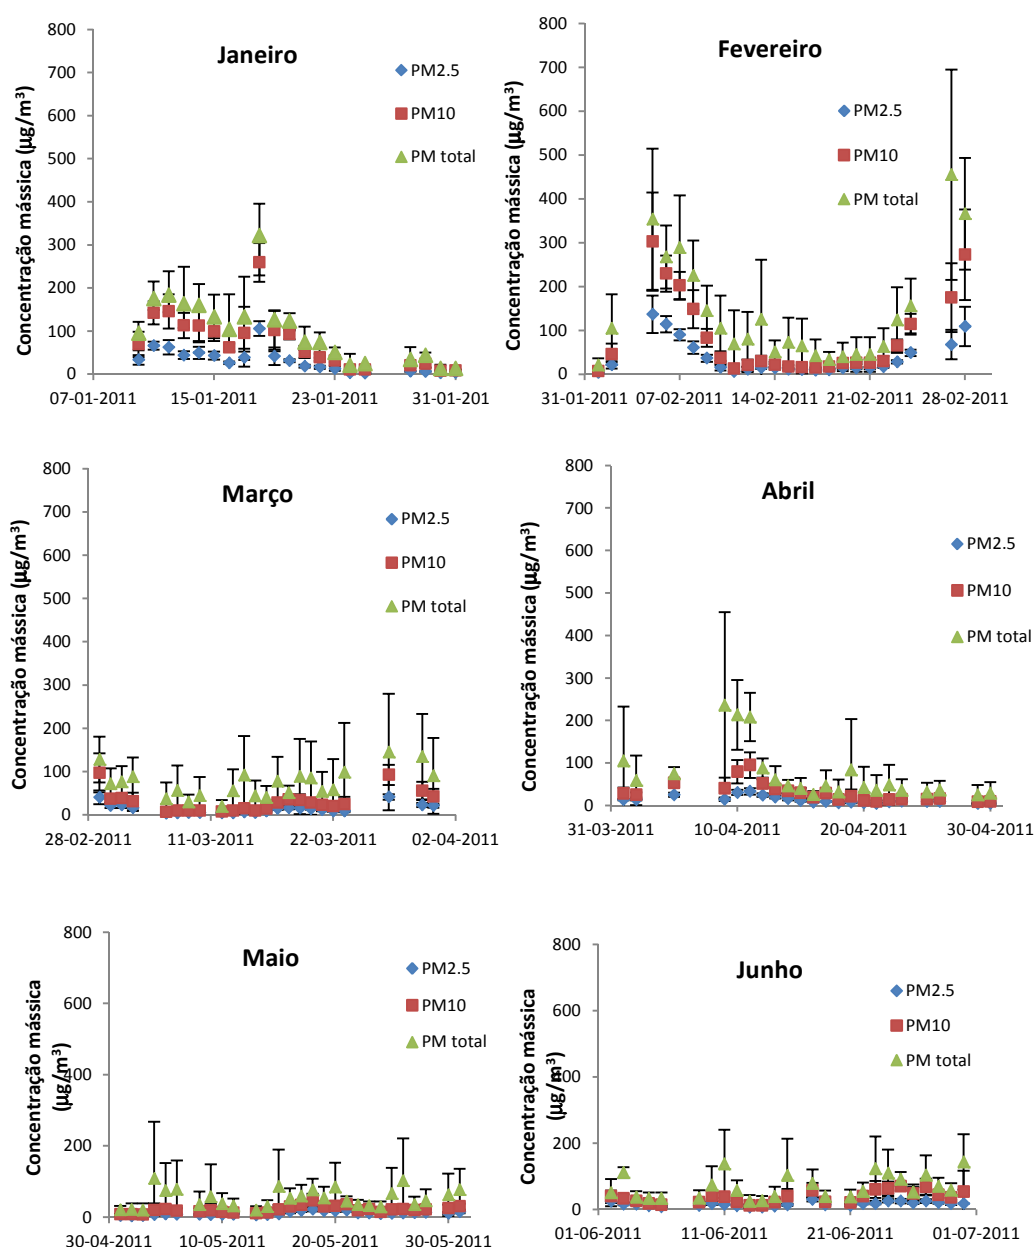 Janeiro
Concentração mássica (µg/m³)
800
700
600
500
400
300
200
100
0
PM2.5
PM10
PM total
07-01-2011
15-01-2011
23-01-2011
31-01-201
Fevereiro
Concentração mássica (µg/m³)
800
700
600
500
400
300
200
100
0
PM2.5
PM10
PM total
31-01-2011
07-02-2011
14-02-2011
21-02-2011
28-02-2011
Março
Concentração mássica (µg/m³)
800
700
600
500
400
300
200
100
0
PM2.5
PM10
PM total
28-02-2011
11-03-2011
22-03-2011
02-04-2011
Abril
Concentração mássica (µg/m³)
800
700
600
500
400
300
200
100
0
PM2.5
PM10
PM total
31-03-2011
10-04-2011
20-04-2011
30-04-2011
Maio
Concentração mássica
(µg/m³)
800
600
400
200
0
PM2.5
PM10
PM total
30-04-2011
10-05-2011
20-05-2011
30-05-2011
Junho
Concentração mássica
(µg/m³)
800
600
400
200
0
PM2.5
PM10
PM total
01-06-2011
11-06-2011
21-06-2011
01-07-2011